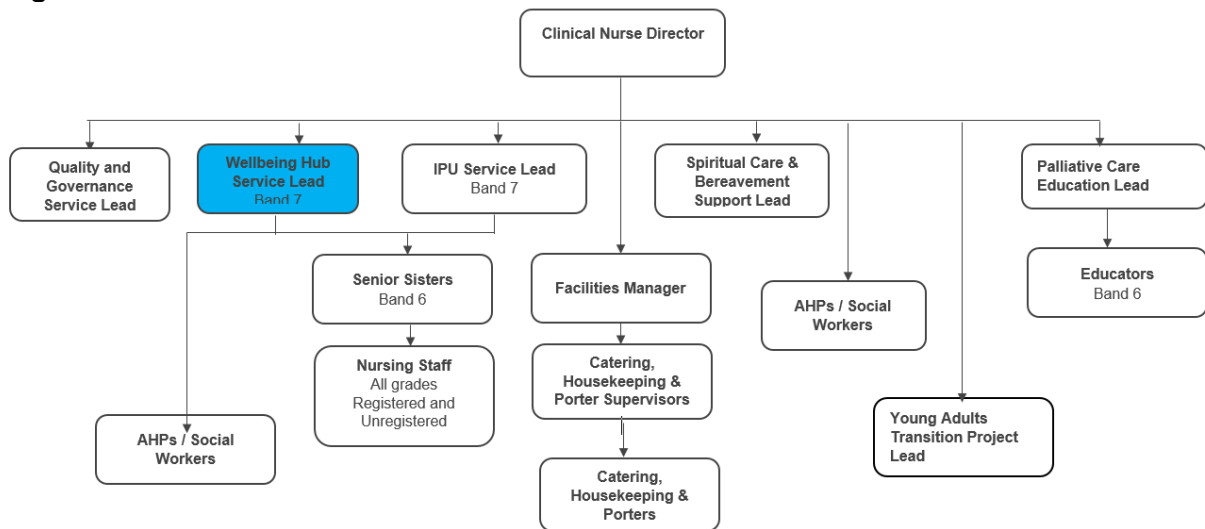 Clinical Nurse Director
Quality and
Governance
Service Lead
Wellbeing Hub
Service Lead
Band 7
IPU Service Lead
Band 7
Spiritual Care &
Bereavement
Support Lead
Palliative Care
Education Lead
Senior Sisters
Band 6
Facilities Manager
AHPs / Social
Workers
Educators
Band 6
Nursing Staff
All grades
Registered and
Unregistered
Catering,
Housekeeping &
Porter Supervisors
AHPs / Social
Workers
Young Adults
Transition Project
Lead
Catering,
Housekeeping &
Porters